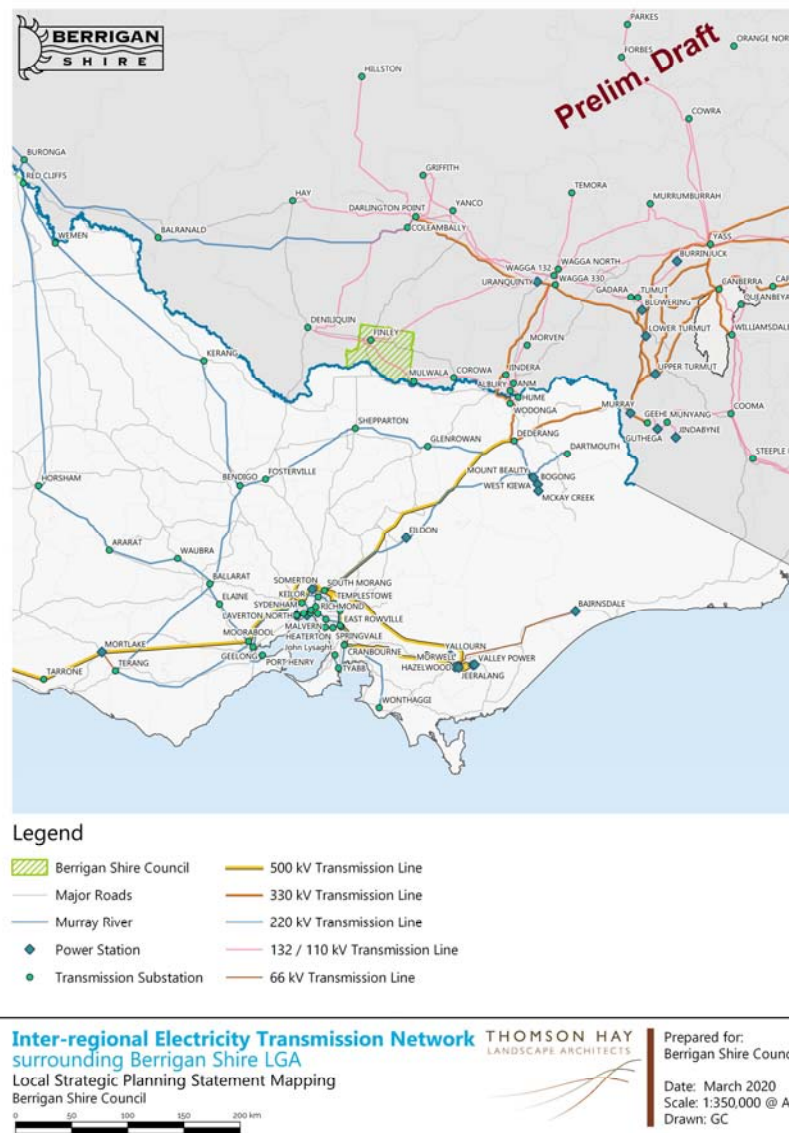 BERRIGAN
SHIRE
Prelim. Draft
PARKES
ORANGE NOR
FORBES
HILLSTON
COWRA
BURONGA
GRIFFITH
RED CLIFFS
TEMORA
MURRUMBURRAH
HAY
YANCO
DARLINGTON POINT
WEMEN
BALRANALD
COLEAMBALLY
YASS
WAGGA NORTH
BURRINJUCK
WAGGA 132
URANQUINTY
WAGGA 330
CANBERRA
CAP
GADARA
TUMUT
QUEANBEYA
BLOWERING
DENILIQUIN
FINLEY
LOWER TURMUT
WILLIAMSDALE
MORVEN
KERANG
MULWALA
COROWA
JINDERA
UPPER TURMUT
ALBURY
ANM
HUME
MURRAY
WODONGA
GEEHI
MUNYANG
COOMA
SHEPPARTON
GUTHEGA
JINDABYNE
GLENROWAN
DEDERANG
DARTMOUTH
STEEPLE
MOUNT BEAUTY
BOGONG
FOSTERVILLE
HORSHAM
BENDIGO
WEST KIEWA
MCKAY CREEK
EILDON
ARARAT
WAUBRA
BALLARAT
SOMERTON
SOUTH MORANG
ELAINE
KEILOR
TEMPLESTOWE
SYDENHAM
RICHMOND
BAIRNSDALE
LAVERTON NORTH
EAST ROWVILLE
MALVERN
MOORABOOL
HEATERTON
SPRINGVALE
YALLOURN
MORTLAKE
John Lysaght
CRANBOURNE
MORWELL
VALLEY POWER
GEELONG
PORT HENRY
HAZELWOOD
TERANG
TYABB
JEERALANG
TARRONE
WONTHAGGI
Legend
Berrigan Shire Council
500 kV Transmission Line
Major Roads
330 kV Transmission Line
Murray River
220 kV Transmission Line
Power Station
132 / 110 kV Transmission Line
Transmission Substation
66 kV Transmission Line
Inter-regional Electricity Transmission Network
surrounding Berrigan Shire LGA
Local Strategic Planning Statement Mapping
Berrigan Shire Council
0 50 100 150 200 km
THOMSON HAY
LANDSCAPE ARCHITECTS
Prepared for:
Berrigan Shire Counc
Date: March 2020
Scale: 1:350,000 @ A
Drawn: GC